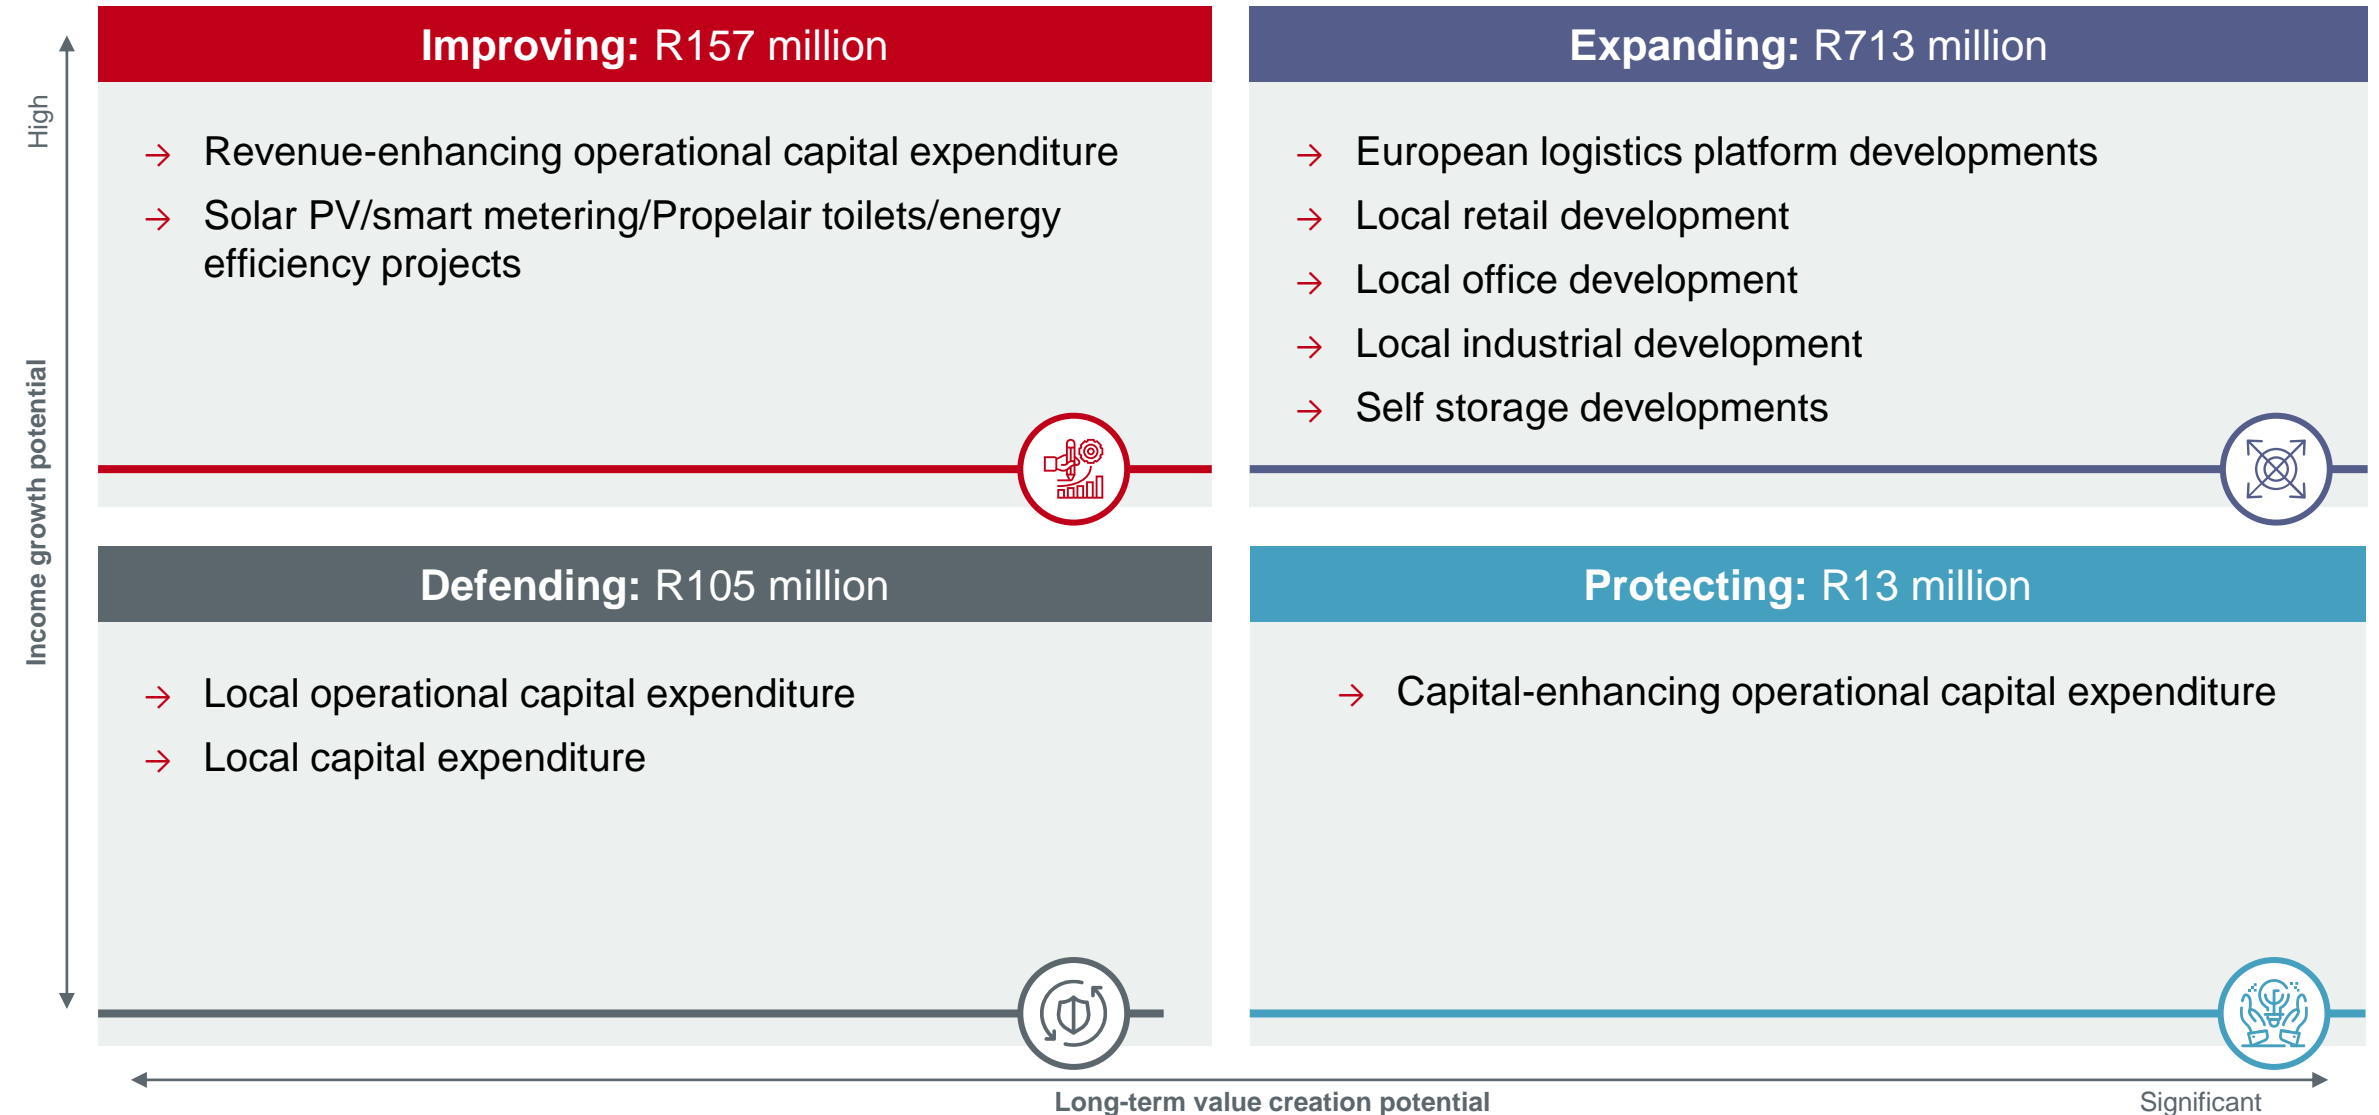 High
Income growth potential
Improving: R157 million
→ Revenue-enhancing operational capital expenditure
→ Solar PV/smart metering/Propelair toilets/energy
efficiency projects
Expanding: R713 million
→ European logistics platform developments
→ Local retail development
→ Local office development
→ Local industrial development
→ Self storage developments
Defending: R105 million
→ Local operational capital expenditure
→ Local capital expenditure
Protecting: R13 million
→ Capital-enhancing operational capital expenditure
Long-term value creation potential
Significant